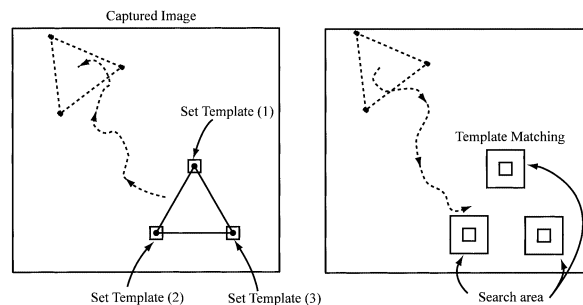 Captured Image
Set Template (1)
Set Template (2)
Set Template (3)
Template Matching
Search area